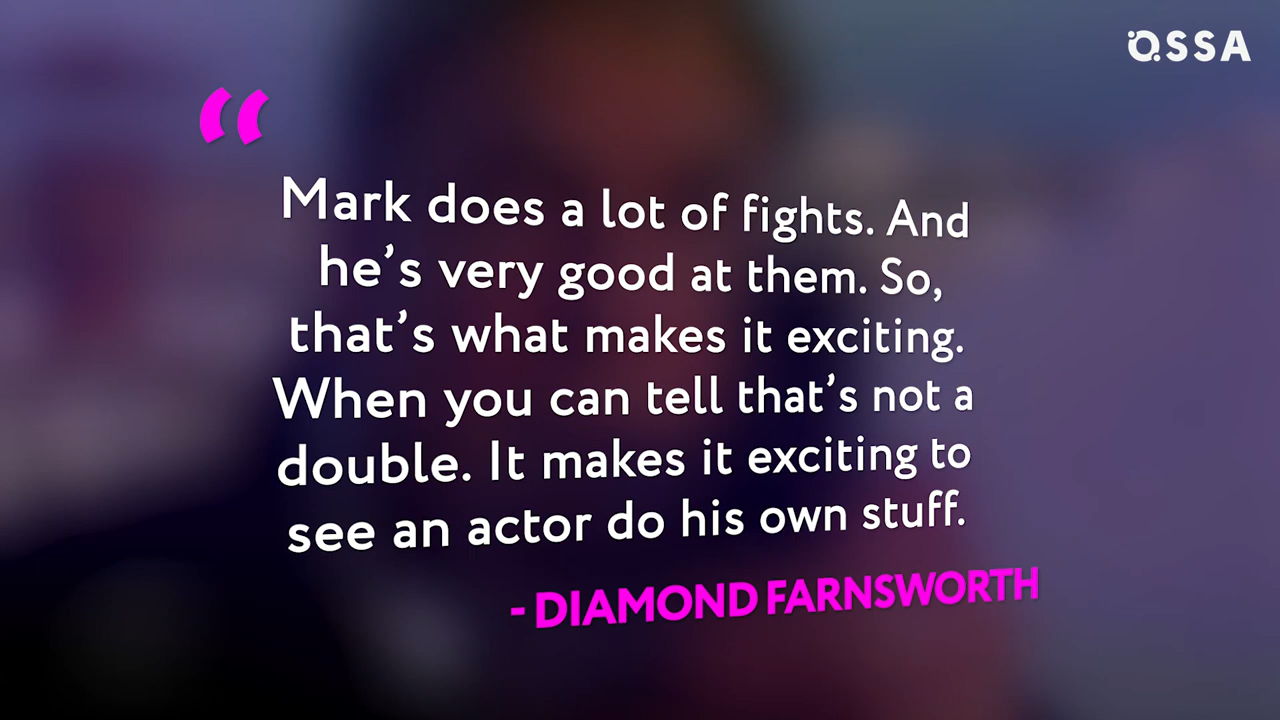 OSSA
“
Mark does a lot of fights. And
he’s very good at them. So,
that’s what makes it exciting.
When you can tell that’s not a
double. It makes it exciting to
see an actor do his own stuff.
- DIAMOND FARNSWORTH